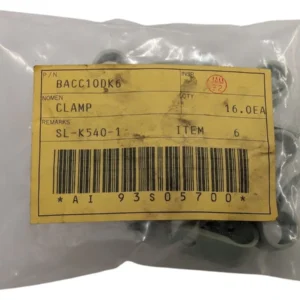 P/N
BACC10DK6
NOMEN
QTY
CLAMP 16.0EA
REMARKS
SL-K540-1 ITEM 6
*AI 93S05700*